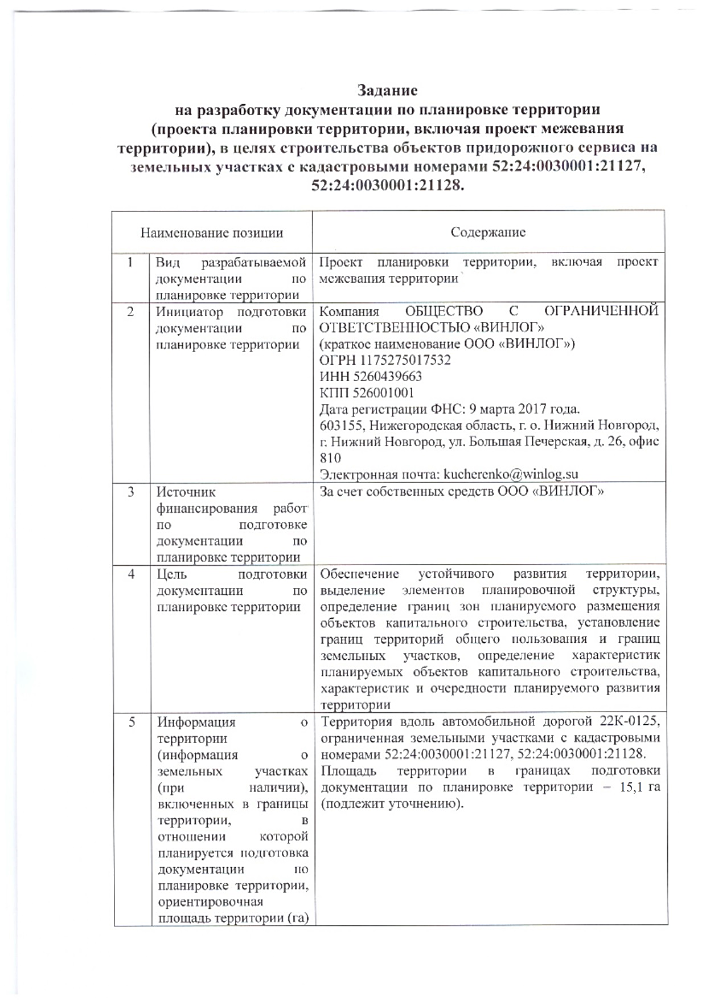 Задание
на разработку документации по планировке территории
(проекта планировки территории, включая проект межевания
территории), в целях строительства объектов придорожного сервиса на
земельных участках с кадастровыми номерами 52:24:0030001:21127,
52:24:0030001:21128.
Наименование позиции
Содержание
1
Вид разрабатываемой
документации по
планировке территории
Проект планировки территории, включая проект
межевания территории
2
Инициатор подготовки
документации по
планировке территории
Компания ОБЩЕСТВО С ОГРАНИЧЕННОЙ
ОТВЕТСТВЕННОСТЬЮ «ВИНЛОГ»
(краткое наименование ООО «ВИНЛОГ»)
ОГРН 1175275017532
ИНН 5260439663
КПП 526001001
Дата регистрации ФНС: 9 марта 2017 года.
603155, Нижегородская область, г. о. Нижний Новгород,
г. Нижний Новгород, ул. Большая Печерская, д. 26, офис
810
Электронная почта: kucherenko@winlog.su
3
Источник
финансирования работ
по подготовке
документации по
планировке территории
За счет собственных средств ООО «ВИНЛОГ»
4
Цель подготовки
документации по
планировке территории
Обеспечение устойчивого развития территории,
выделение элементов планировочной структуры,
определение границ зон планируемого размещения
объектов капитального строительства, установление
границ территорий общего пользования и границ
земельных участков, определение характеристик
планируемых объектов капитального строительства,
характеристик и очередности планируемого развития
территории
5
Информация о
территории
(информация о
земельных участках
(при наличии),
включенных в границы
территории, в
отношении которой
планируется подготовка
документации по
планировке территории,
ориентировочная
площадь территории (га)
Территория вдоль автомобильной дорогой 22К-0125,
ограниченная земельными участками с кадастровыми
номерами 52:24:0030001:21127, 52:24:0030001:21128.
Площадь территории в границах подготовки
документации по планировке территории – 15,1 га
(подлежит уточнению).